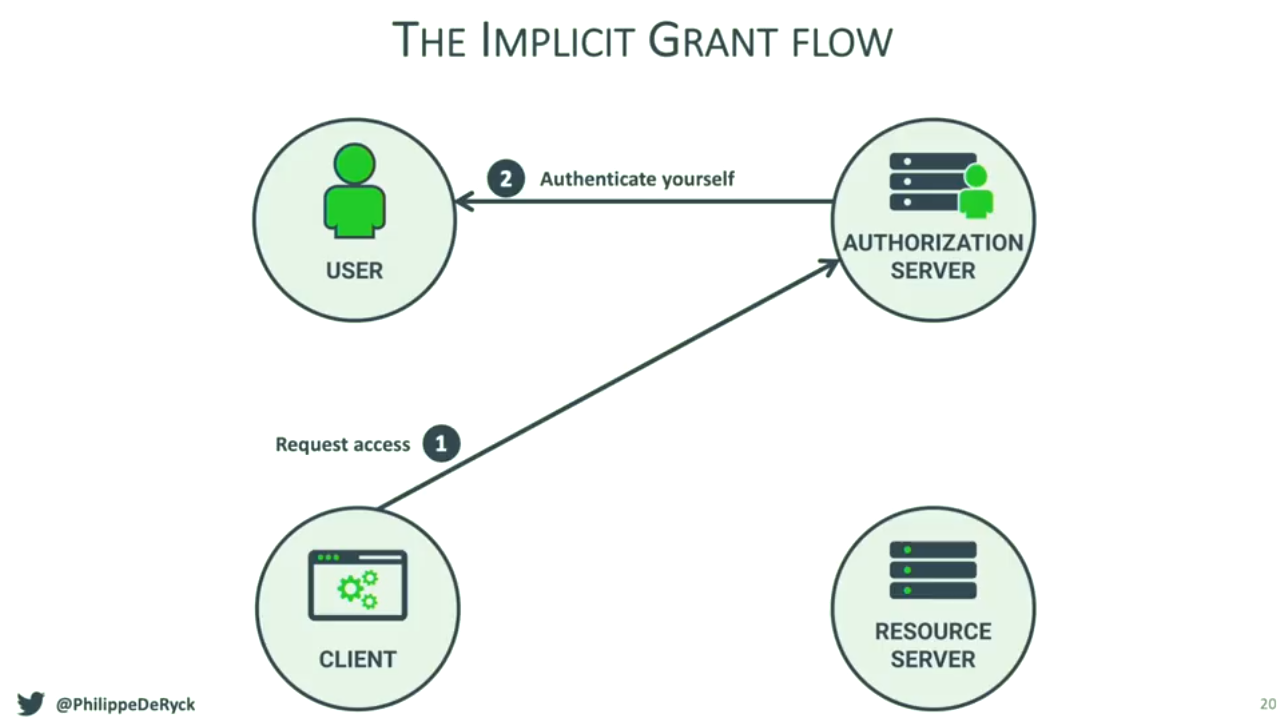 THE IMPLICIT GRANT FLOW
2 Authenticate yourself
USER
AUTHORIZATION
SERVER
Request access 1
CLIENT
RESOURCE
SERVER
@PhilippeDeRyck
20